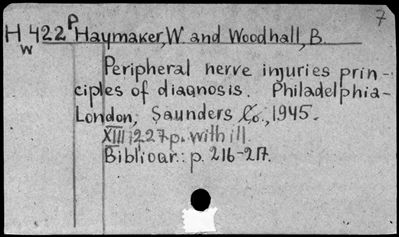 7
H 422 P Haymaker, W. and Woodhall, B.
W
Peripheral nerve injuries prin-
ciples of diagnosis. Philadelphia-
London, Saunders Co., 1945.
XIII, 227 p. with ill.
Bibliogr.: p. 216-217.